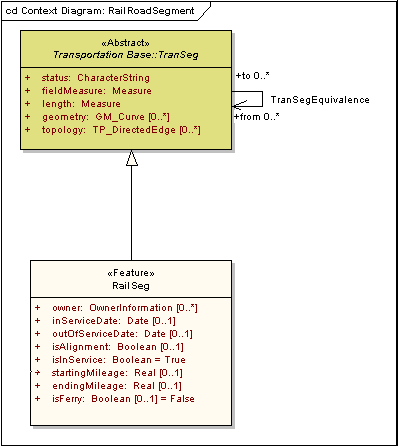 cd Context Diagram: RailRoadSegment
«Abstract»
Transportation Base::TranSeg
+ status: CharacterString
+ fieldMeasure: Measure
+ length: Measure
+ geometry: GM_Curve [0..*]
+ topology: TP_DirectedEdge [0..*]
+to 0..*
TranSegEquivalence
+from 0..*
«Feature»
RailSeg
+ owner: OwnerInformation [0..*]
+ inServiceDate: Date [0..1]
+ outOfServiceDate: Date [0..1]
+ isAlignment: Boolean [0..1]
+ isInService: Boolean = True
+ startingMileage: Real [0..1]
+ endingMileage: Real [0..1]
+ isFerry: Boolean [0..1] = False